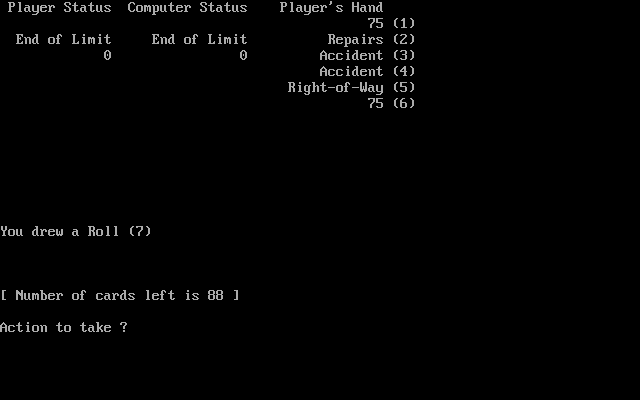 Player Status  Computer Status    Player's Hand
75 (1)
End of Limit     End of Limit          Repairs (2)
0                0         Accident (3)
Accident (4)
Right-of-Way (5)
75 (6)
You drew a Roll (7)
[ Number of cards left is 88 ]
Action to take ?